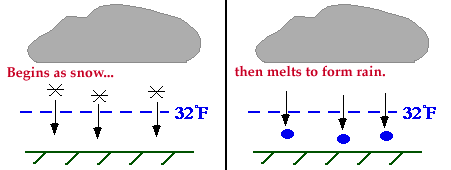 Begins as snow...
32°F
then melts to form rain.
32°F